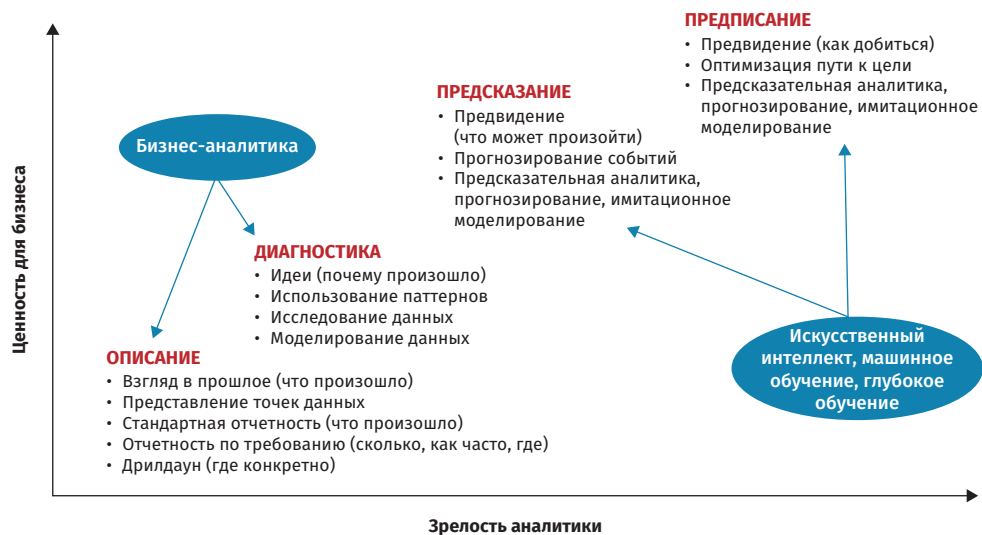 ПРЕДПИСАНИЕ
• Предвидение (как добиться)
• Оптимизация пути к цели
• Предсказательная аналитика,
прогнозирование, имитационное
моделирование
ПРЕДСКАЗАНИЕ
• Предвидение
(что может произойти)
• Прогнозирование событий
• Предсказательная аналитика,
прогнозирование, имитационное
моделирование
Бизнес-аналитика
ДИАГНОСТИКА
• Идеи (почему произошло)
• Использование паттернов
• Исследование данных
• Моделирование данных
Искусственный
интеллект, машинное
обучение, глубокое
обучение
ОПИСАНИЕ
• Взгляд в прошлое (что произошло)
• Представление точек данных
• Стандартная отчетность (что произошло)
• Отчетность по требованию (сколько, как часто, где)
• Дрилдаун (где конкретно)
Ценность для бизнеса
Зрелость аналитики